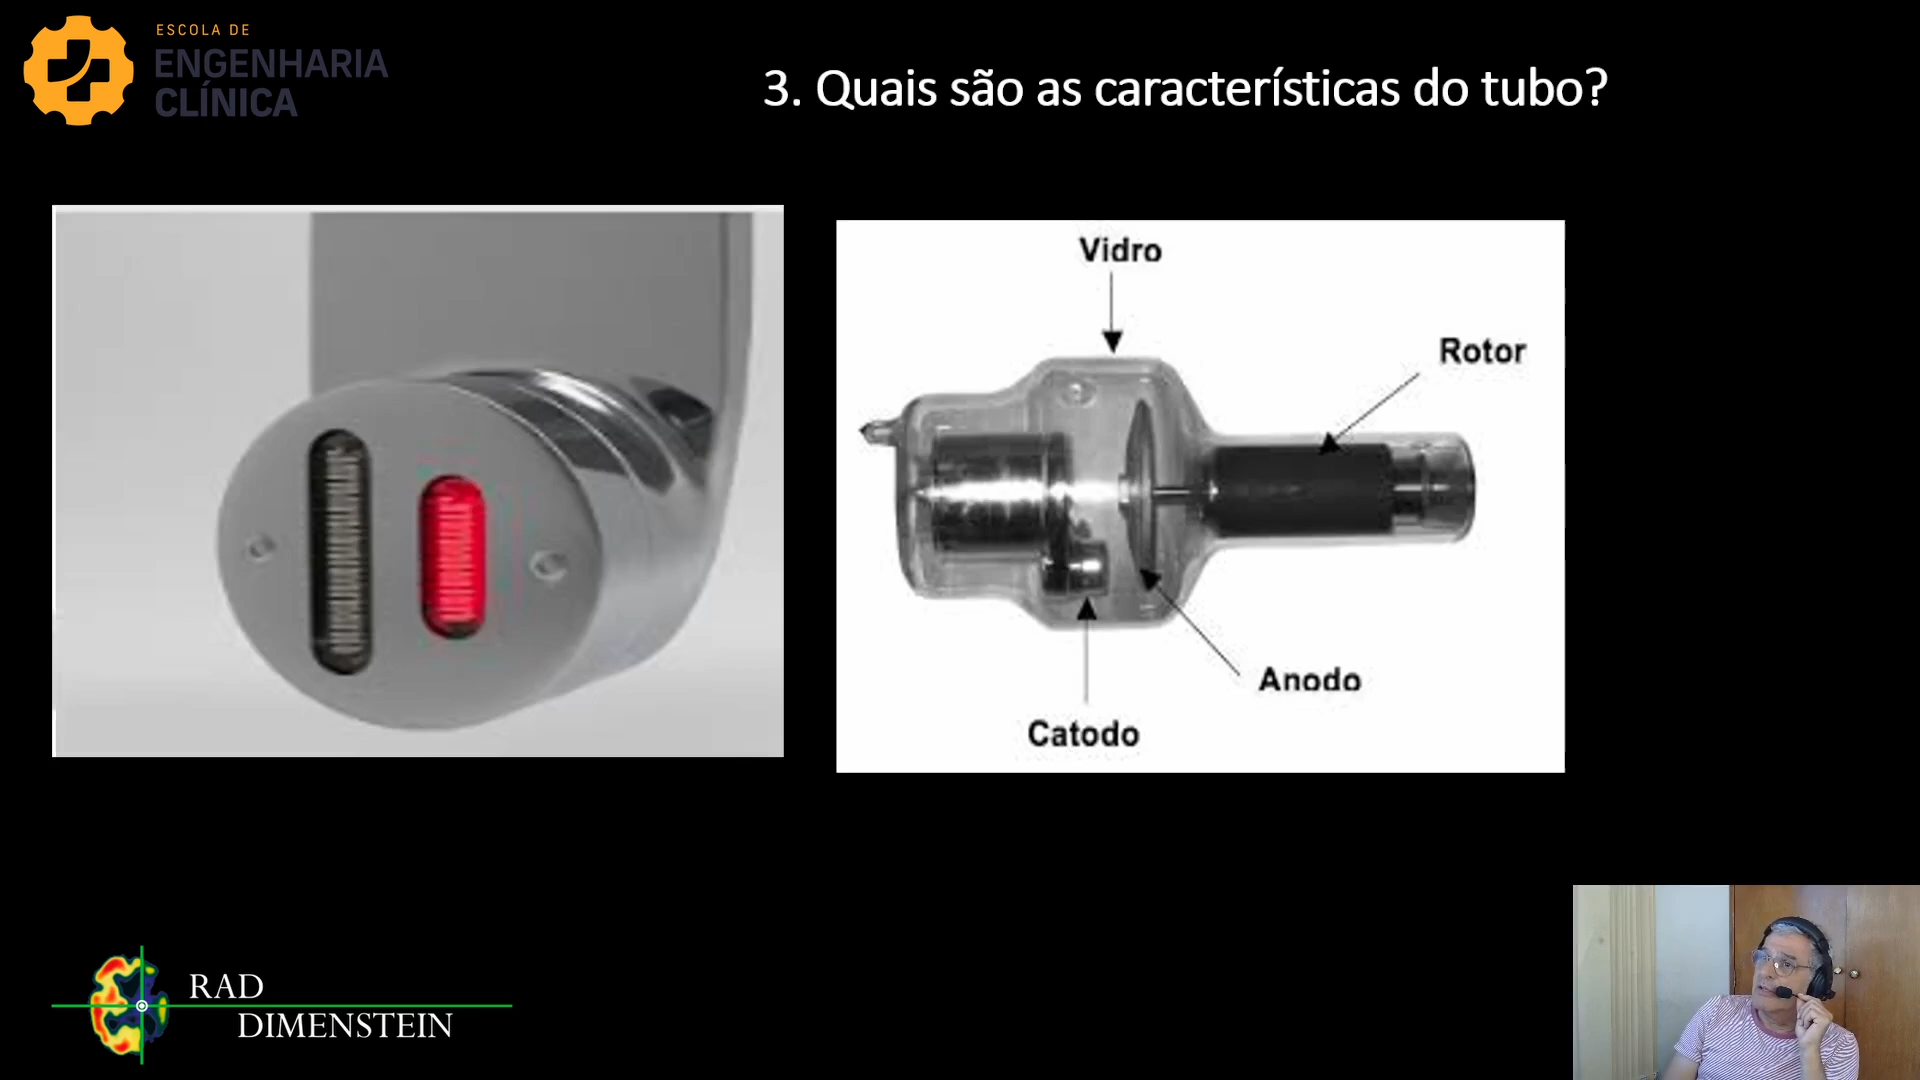 ESCOLA DE
ENGENHARIA
CLÍNICA
3. Quais são as características do tubo?
Vidro
Rotor
Anodo
Catodo
RAD
DIMENSTEIN